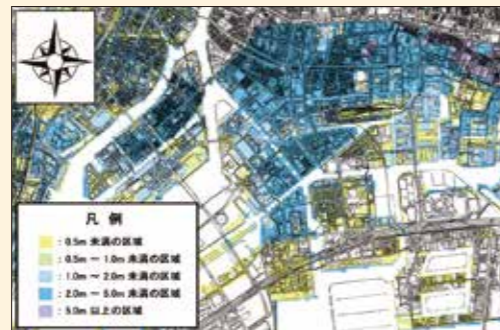 凡 例
: 0.5m 未満の区域
: 0.5m ～ 1.0m 未満の区域
: 1.0m ～ 2.0m 未満の区域
: 2.0m ～ 5.0m 未満の区域
: 5.0m 以上の区域